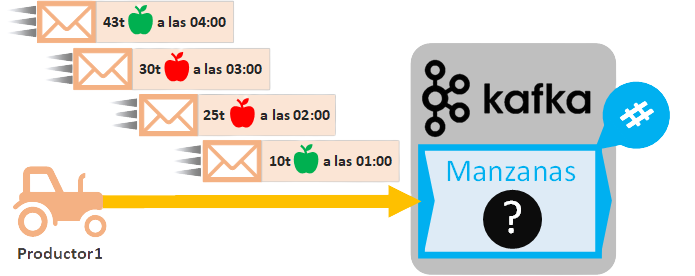 43t a las 04:00
30t a las 03:00
25t a las 02:00
10t a las 01:00
kafka
#
Manzanas
?
Productor1